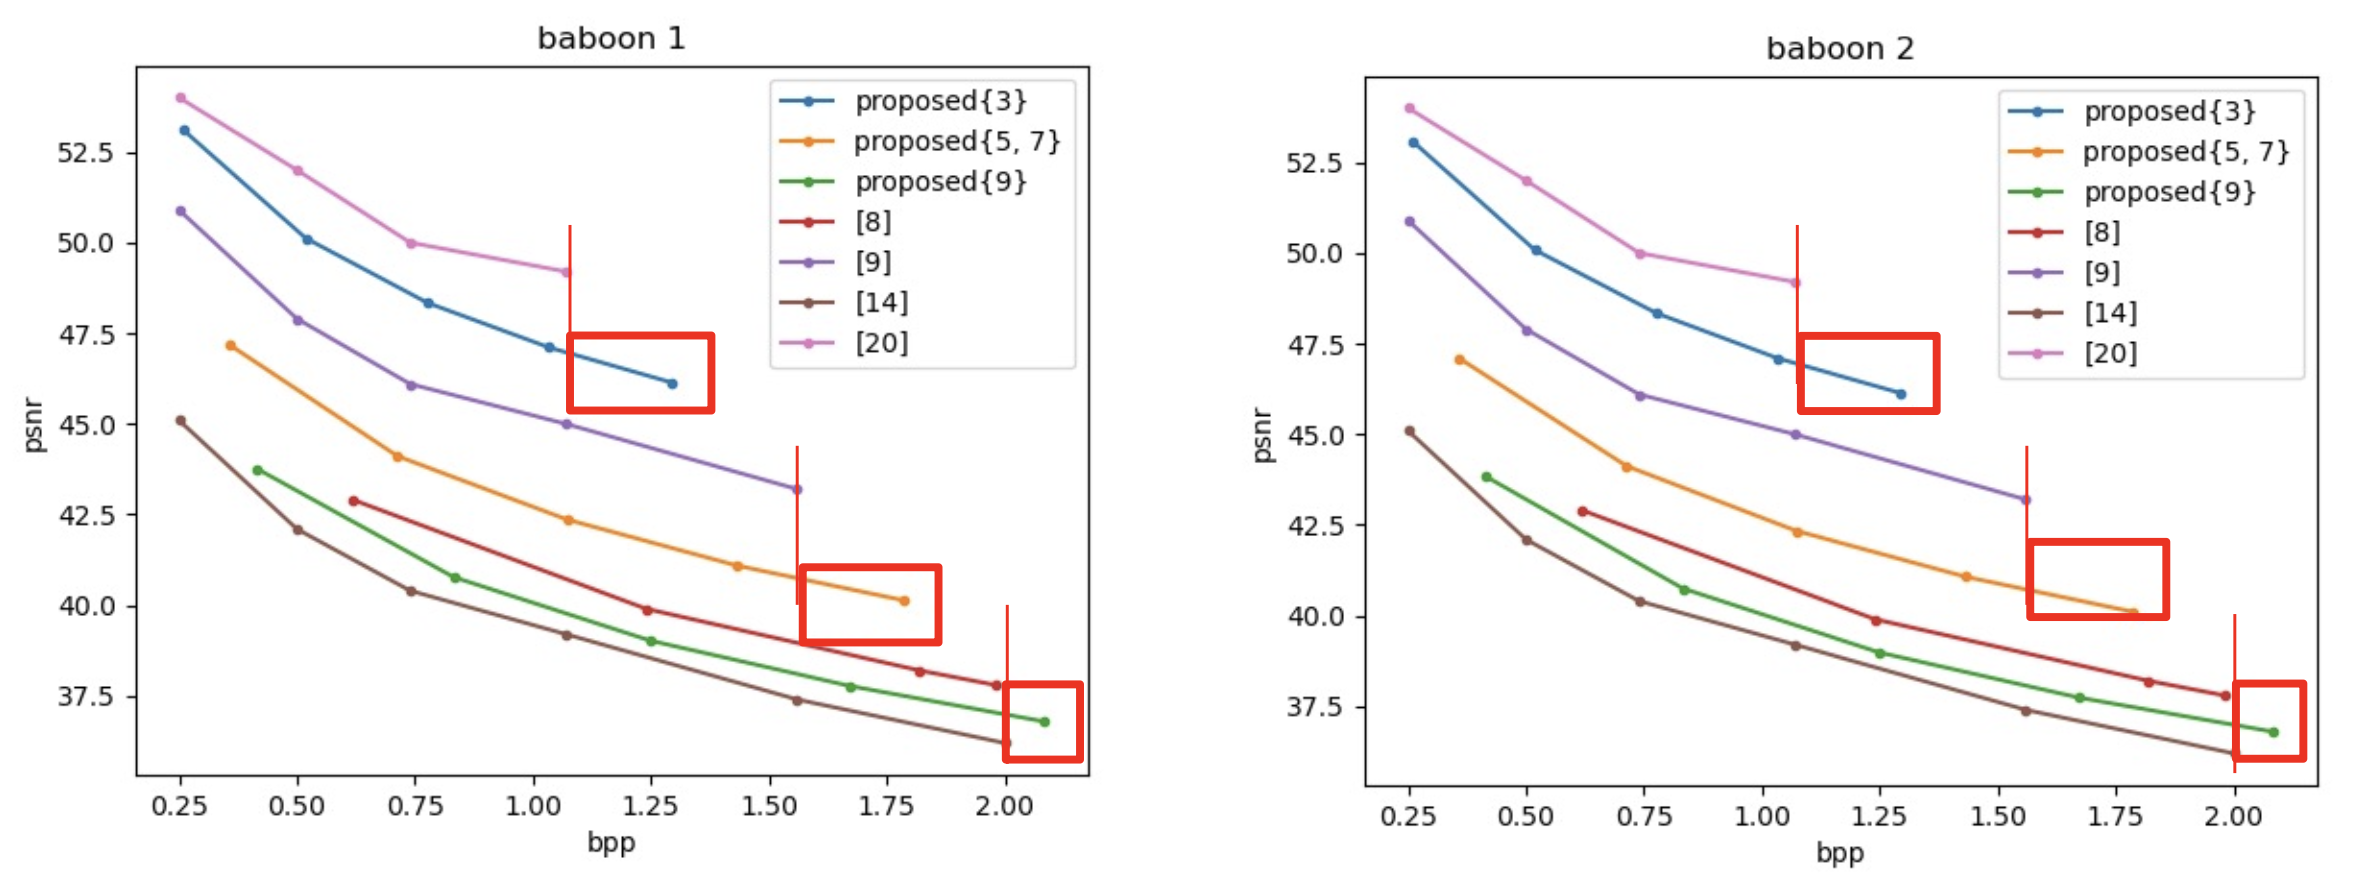 baboon 1
52.5
50.0
47.5
45.0
42.5
40.0
37.5
psnr
proposed{3}
proposed{5, 7}
proposed{9}
[8]
[9]
[14]
[20]
0.25 0.50 0.75 1.00 1.25 1.50 1.75 2.00
bpp
baboon 2
52.5
50.0
47.5
45.0
42.5
40.0
37.5
psnr
proposed{3}
proposed{5, 7}
proposed{9}
[8]
[9]
[14]
[20]
0.25 0.50 0.75 1.00 1.25 1.50 1.75 2.00
bpp